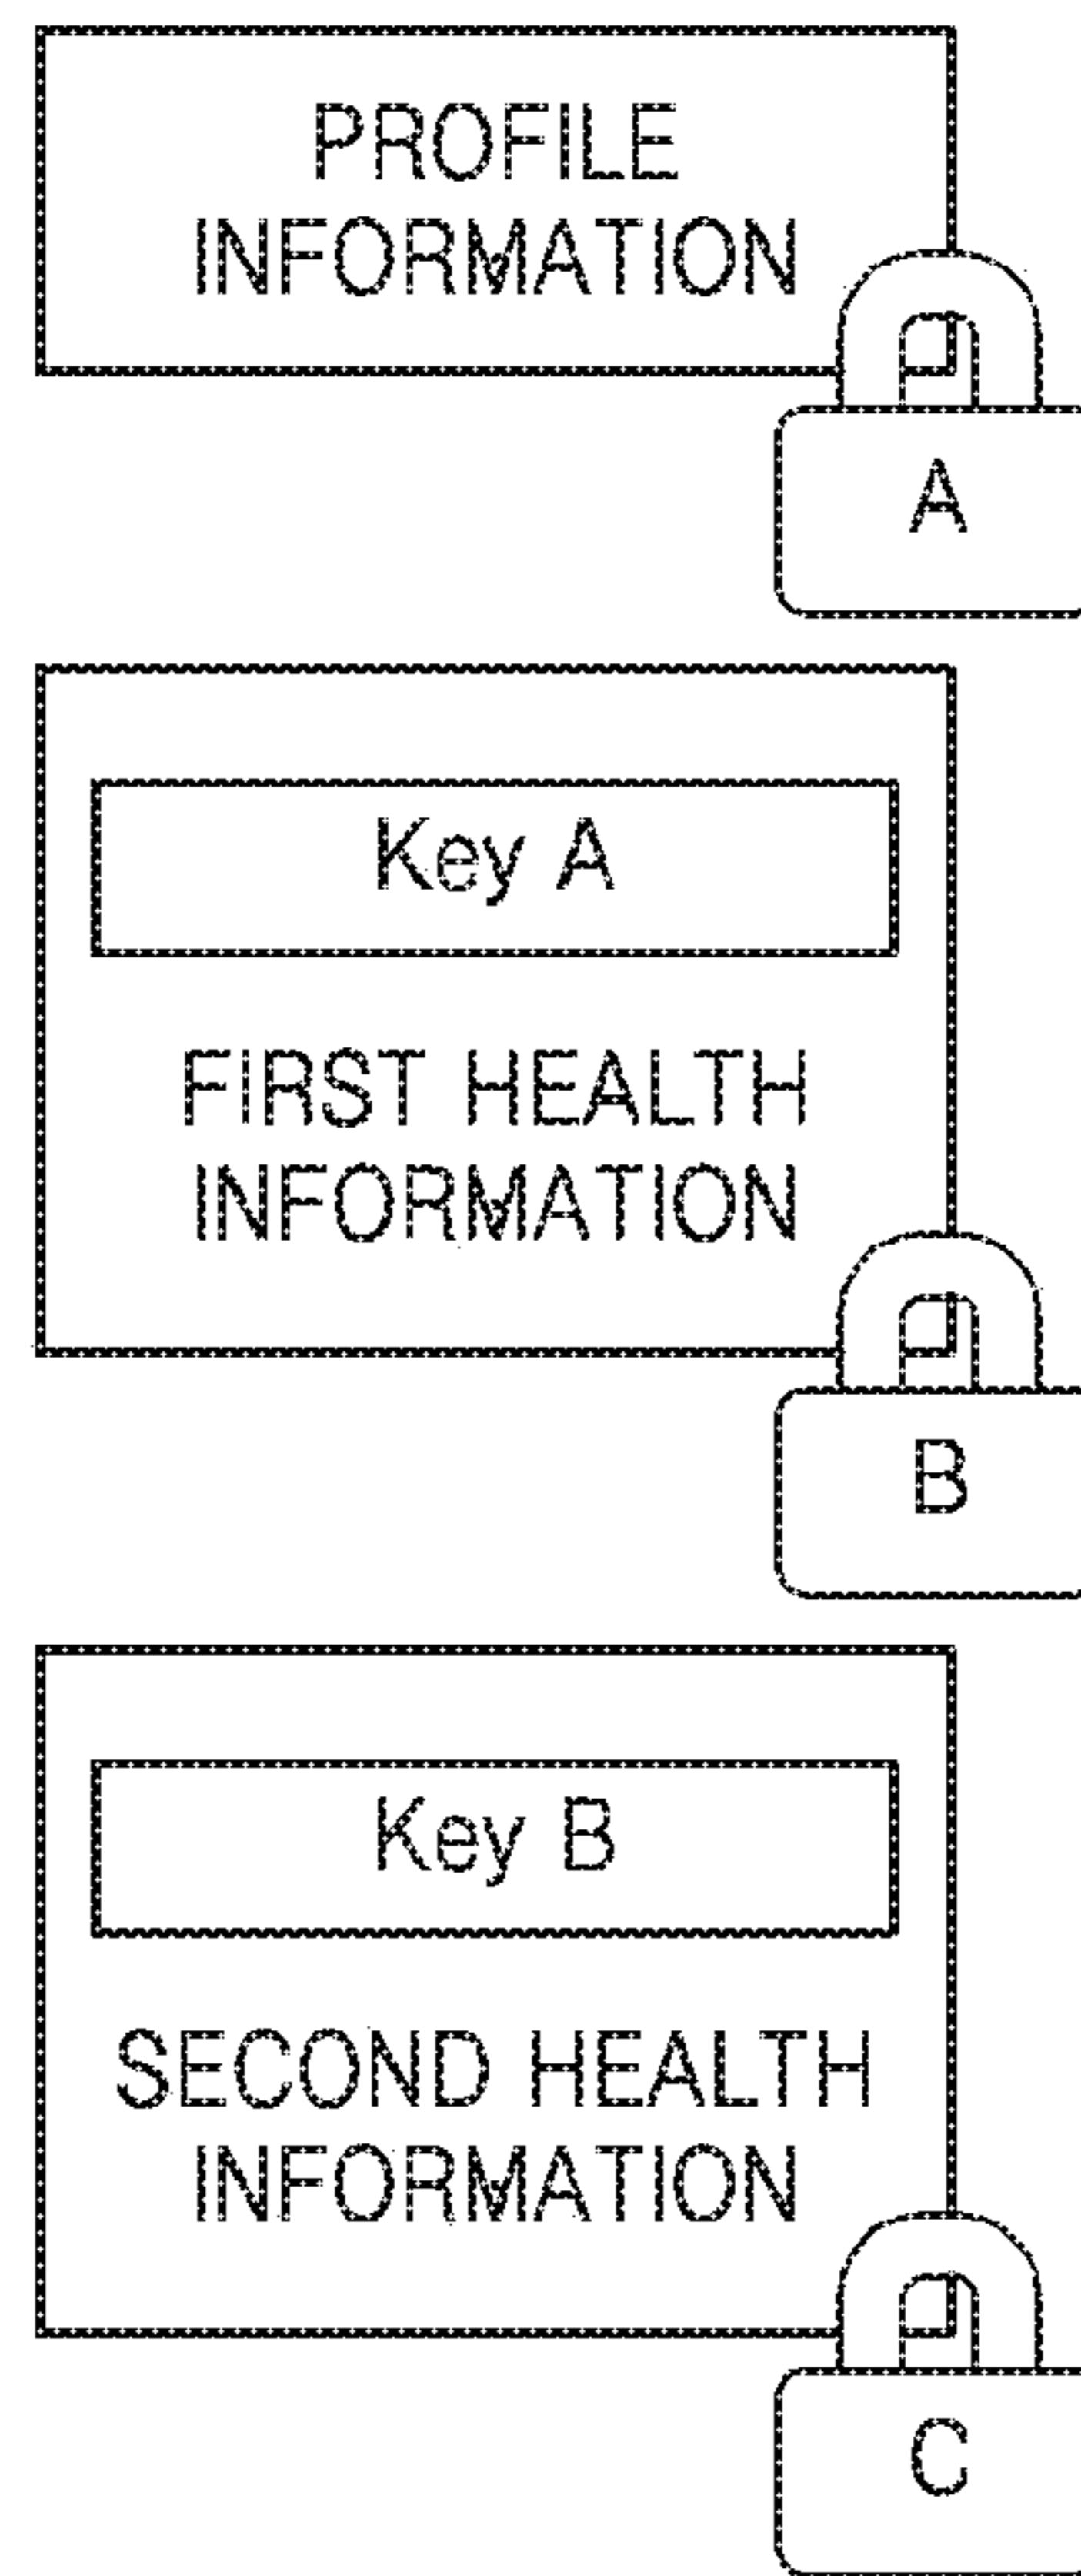 PROFILE
INFORMATION
A
Key A
FIRST HEALTH
INFORMATION
B
Key B
SECOND HEALTH
INFORMATION
C